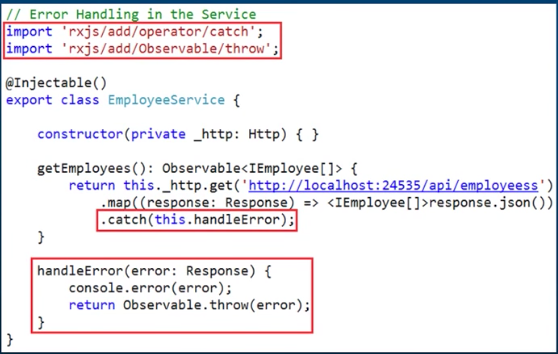 // Error Handling in the Service
import 'rxjs/add/operator/catch';
import 'rxjs/add/Observable/throw';
@Injectable()
export class EmployeeService {
constructor(private _http: Http) { }
getEmployees(): Observable<IEmployee[]> {
return this._http.get('http://localhost:24535/api/employeess')
.map((response: Response) => <IEmployee[]>response.json())
.catch(this.handleError);
}
handleError(error: Response) {
console.error(error);
return Observable.throw(error);
}
}